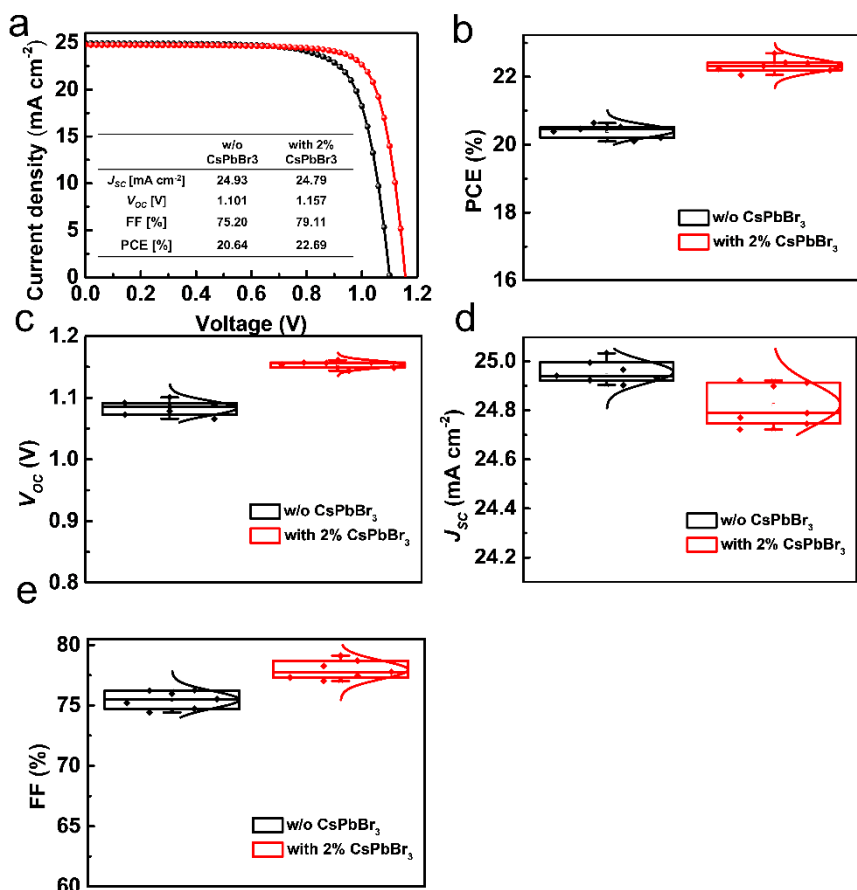 a
Current density (mA cm⁻²)
25
20
15
10
5
0
0.0 0.2 0.4 0.6 0.8 1.0 1.2
Voltage (V)
w/o CsPbBr3 with 2% CsPbBr3
JSC [mA cm⁻²] 24.93 24.79
VOC [V] 1.101 1.157
FF [%] 75.20 79.11
PCE [%] 20.64 22.69
b
PCE (%)
22
20
18
16
w/o CsPbBr₃
with 2% CsPbBr₃
c
VOC (V)
1.2
1.1
1.0
0.9
0.8
w/o CsPbBr₃
with 2% CsPbBr₃
d
JSC (mA cm⁻²)
25.0
24.8
24.6
24.4
24.2
w/o CsPbBr₃
with 2% CsPbBr₃
e
FF (%)
80
75
70
65
60
w/o CsPbBr₃
with 2% CsPbBr₃